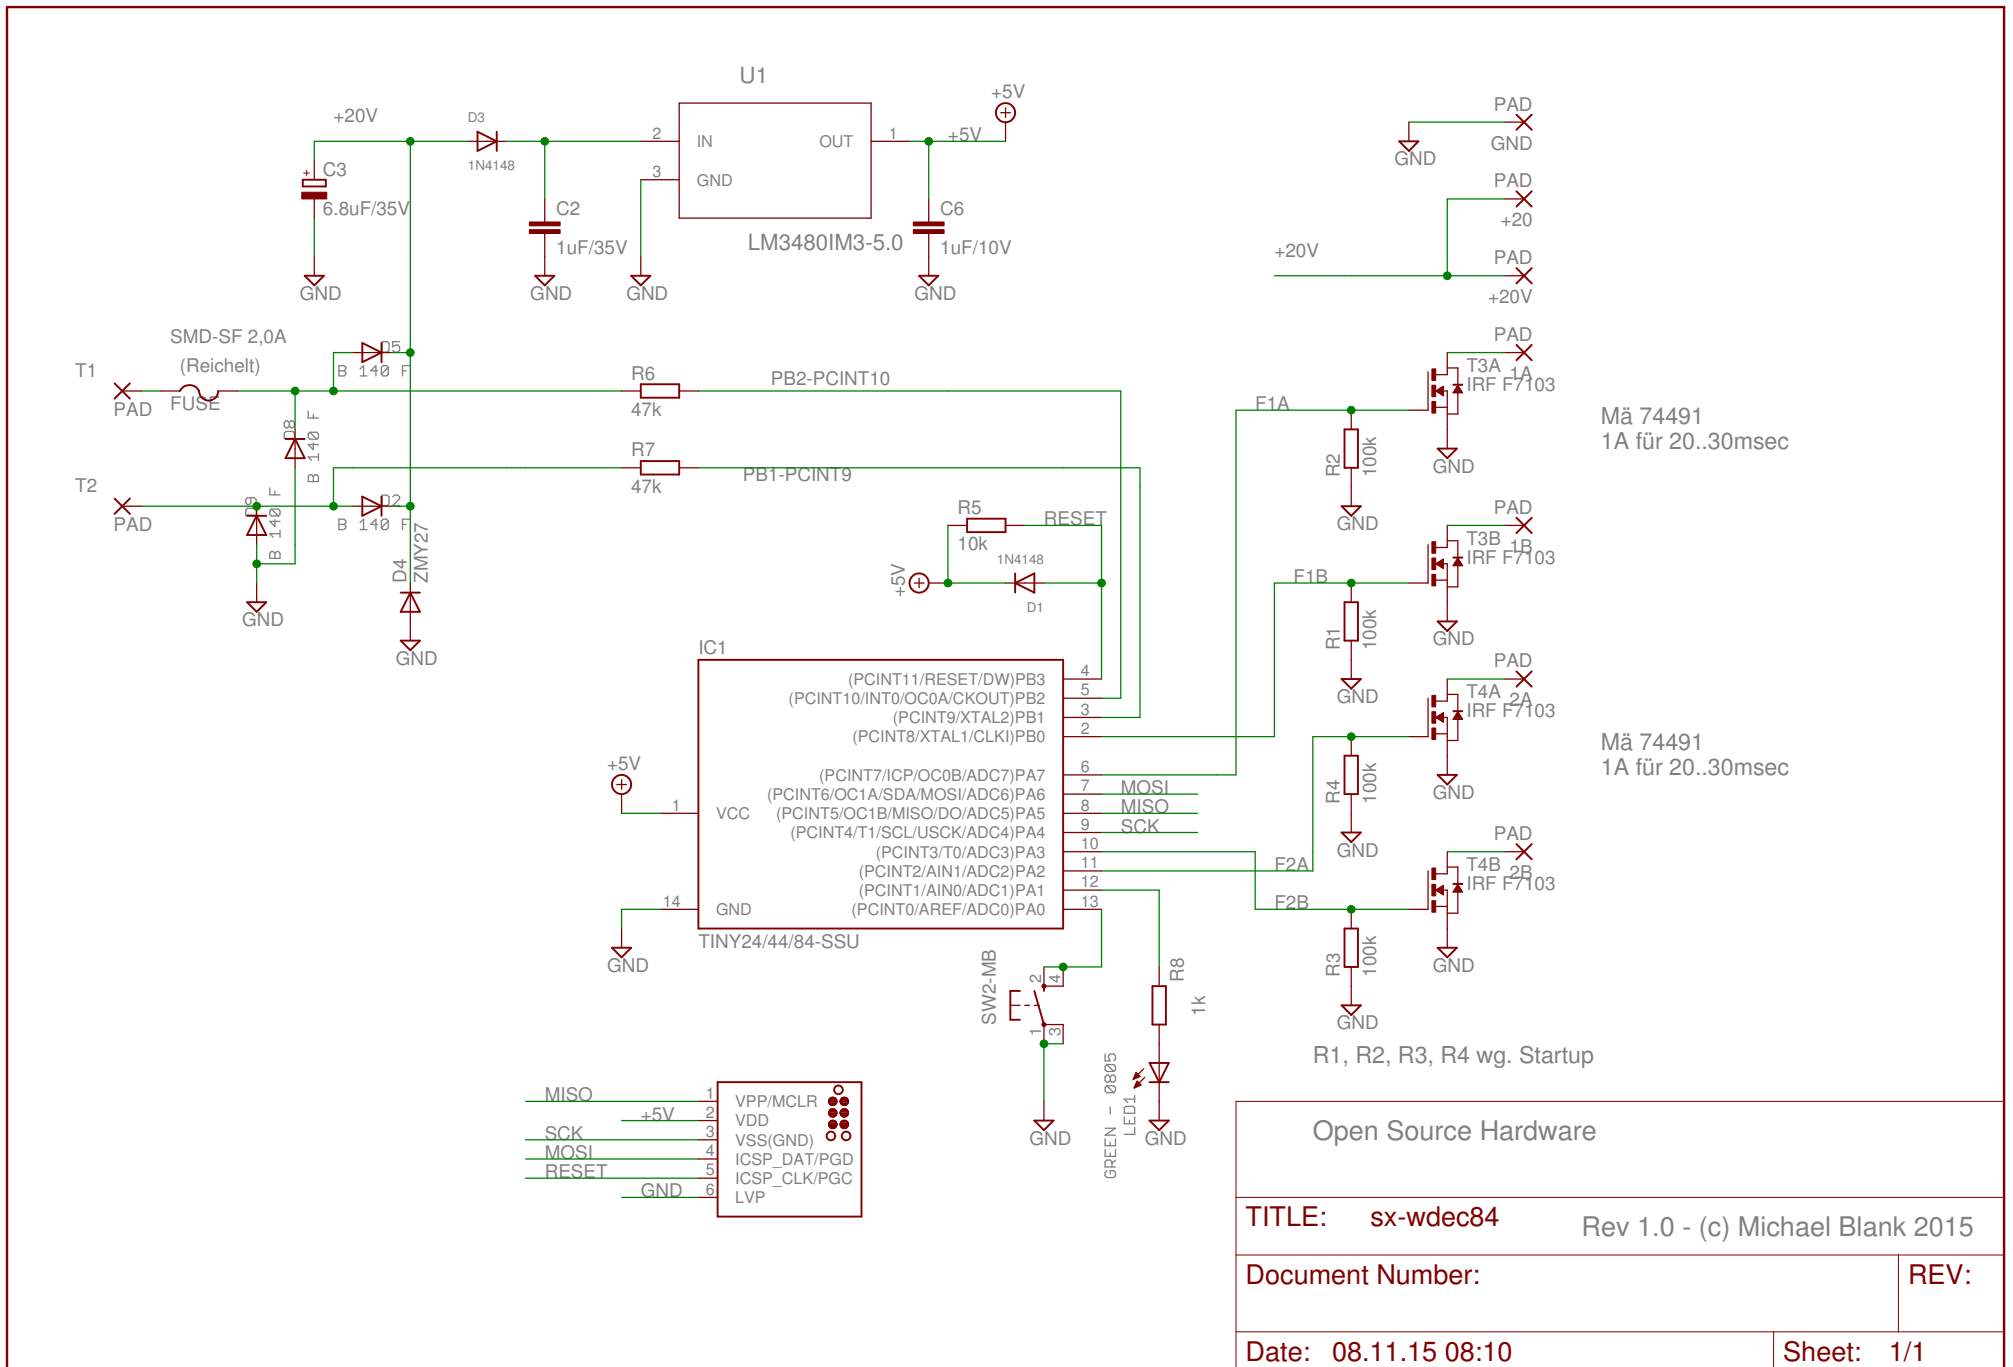 U1
+20V
D3
1N4148
2
IN
3
GND
OUT
1
+5V
+5V
LM3480IM3-5.0
C3
+
6.8uF/35V
GND
C2
1uF/35V
GND
GND
C6
1uF/10V
GND
PAD
GND
GND
PAD
+20
+20V
PAD
+20V
SMD-SF 2,0A
(Reichelt)
T1
PAD
FUSE
D5
B 140 F
D8
B 140 F
T2
PAD
D9
B 140 F
D2
B 140 F
GND
D4
ZMY27
GND
R6
47k
PB2-PCINT10
R7
47k
PB1-PCINT9
R5
10k
RESET
1N4148
+5V
D1
F1A
R2
100k
GND
PAD
T3A
1A
IRF F7103
GND
Mä 74491
1A für 20..30msec
F1B
R1
100k
GND
PAD
T3B
1B
IRF F7103
GND
R4
100k
GND
PAD
T4A
2A
IRF F7103
GND
Mä 74491
1A für 20..30msec
F2A
F2B
R3
100k
GND
PAD
T4B
2B
IRF F7103
GND
R1, R2, R3, R4 wg. Startup
IC1
(PCINT11/RESET/DW)PB3 4
(PCINT10/INT0/OC0A/CKOUT)PB2 5
(PCINT9/XTAL2)PB1 3
(PCINT8/XTAL1/CLKI)PB0 2
(PCINT7/ICP/OC0B/ADC7)PA7 6
(PCINT6/OC1A/SDA/MOSI/ADC6)PA6 7 MOSI
(PCINT5/OC1B/MISO/DO/ADC5)PA5 8 MISO
(PCINT4/T1/SCL/USCK/ADC4)PA4 9 SCK
(PCINT3/T0/ADC3)PA3 10
(PCINT2/AIN1/ADC2)PA2 11
(PCINT1/AIN0/ADC1)PA1 12
(PCINT0/AREF/ADC0)PA0 13
+5V
1
VCC
14
GND
GND
TINY24/44/84-SSU
SW2-MB
2
4
1
3
GND
R8
1k
GREEN - 0805
LED1
GND
MISO 1 VPP/MCLR
+5V 2 VDD
SCK 3 VSS(GND)
MOSI 4 ICSP_DAT/PGD
RESET 5 ICSP_CLK/PGC
GND 6 LVP
Open Source Hardware
TITLE: sx-wdec84
Rev 1.0 - (c) Michael Blank 2015
Document Number:
REV:
Date: 08.11.15 08:10
Sheet: 1/1